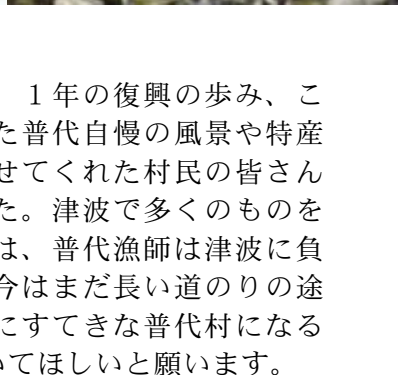 １年の復興の歩み、こ
た普代自慢の風景や特産
せてくれた村民の皆さん
た。津波で多くのものを
は、普代漁師は津波に負
今はまだ長い道のりの途
にすてきな普代村になる
いてほしいと願います。